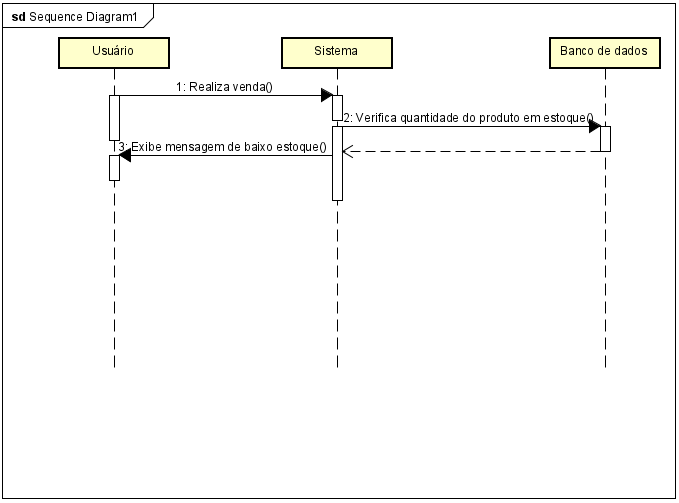 sd Sequence Diagram1
Usuário
Sistema
Banco de dados
1: Realiza venda()
2: Verifica quantidade do produto em estoque()
3: Exibe mensagem de baixo estoque()